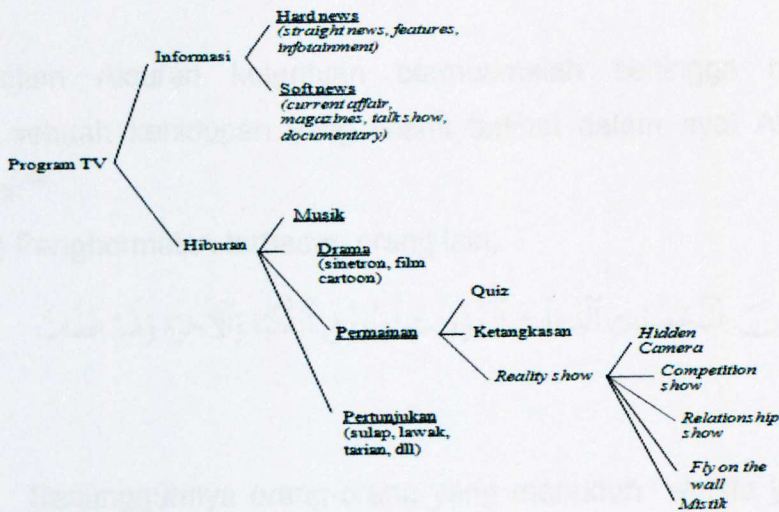 Hard news
(straight news, features,
infotainment)
Informasi
Soft news
(current affair,
magazines, talk show,
documentary)
Program TV
Musik
Hiburan
Drama
(sinetron, film
cartoon)
Permainan
Quiz
Ketangkasan
Reality show
Hidden
Camera
Competition
show
Relationship
show
Fly on the
wall
Mistik
Pertunjukan
(sulap, lawak,
tarian, dll)